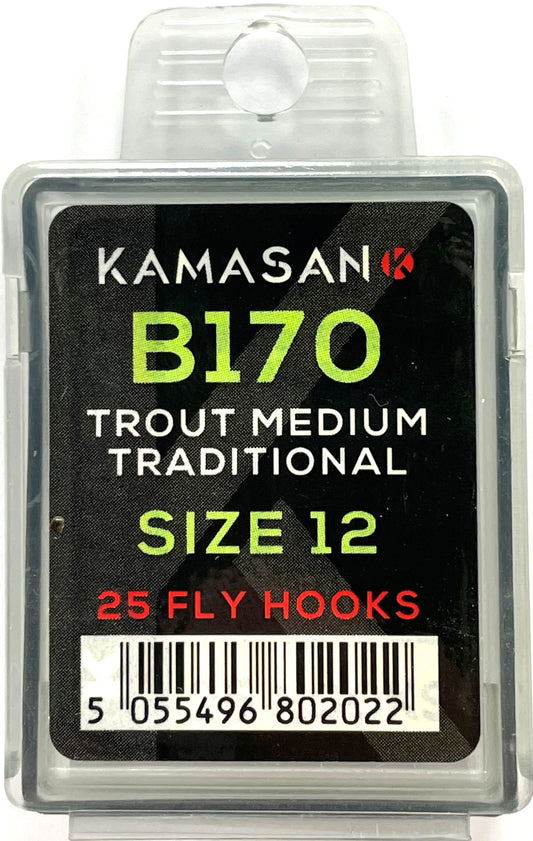 KAMASAN
B170
TROUT MEDIUM
TRADITIONAL
SIZE 12
25 FLY HOOKS
5 055496 802022